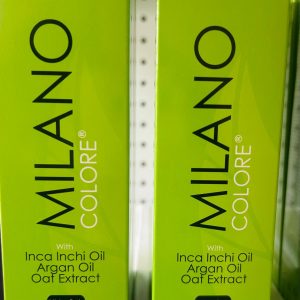 MILANO
COLORE®
With
Inca Inchi Oil
Argan Oil
Oat Extract
MILANO
COLORE®
With
Inca Inchi Oil
Argan Oil
Oat Extract